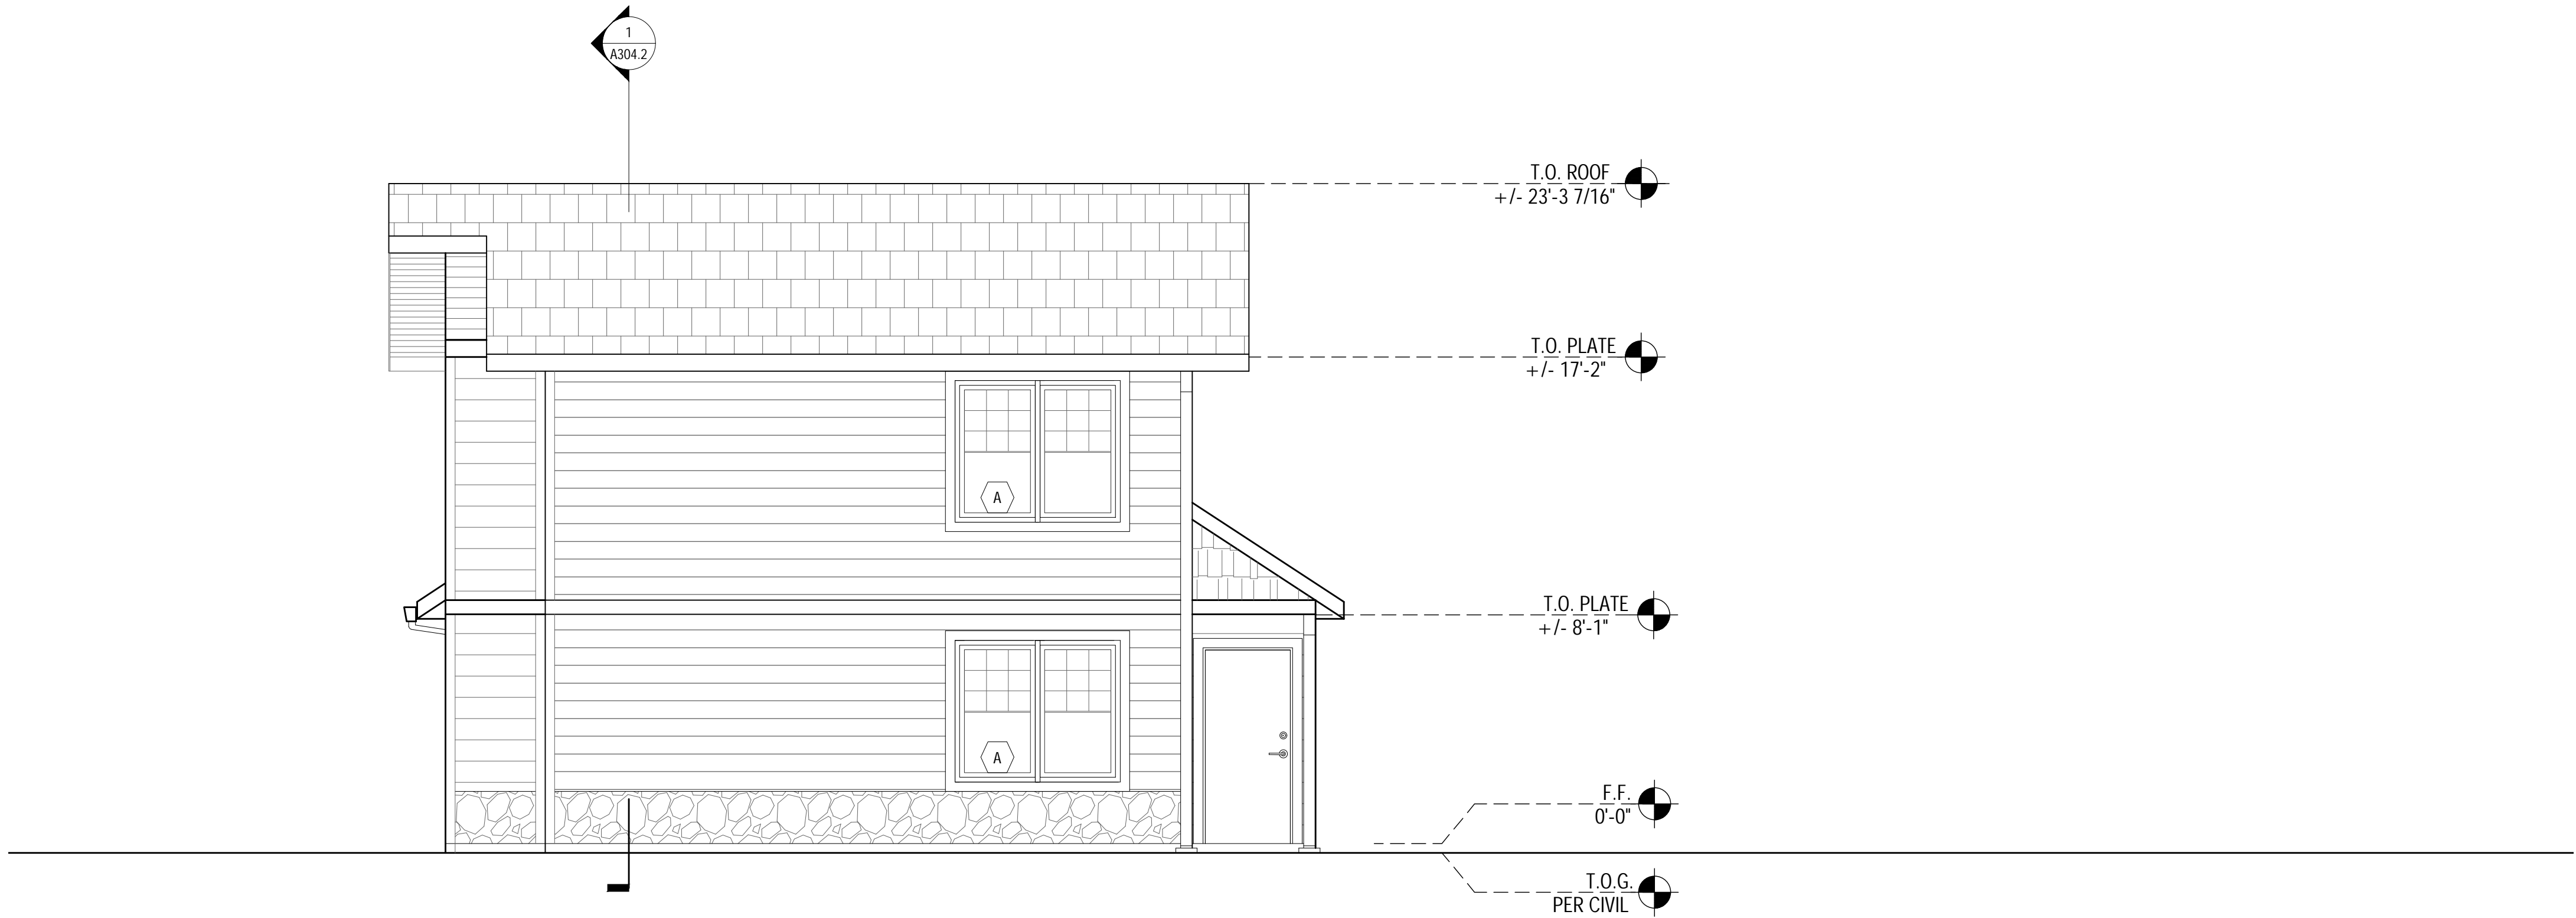 1
A304.2
T.O. ROOF
+/- 23'-3 7/16"
T.O. PLATE
+/- 17'-2"
A
T.O. PLATE
+/- 8'-1"
A
F.F.
0'-0"
T.O.G.
PER CIVIL